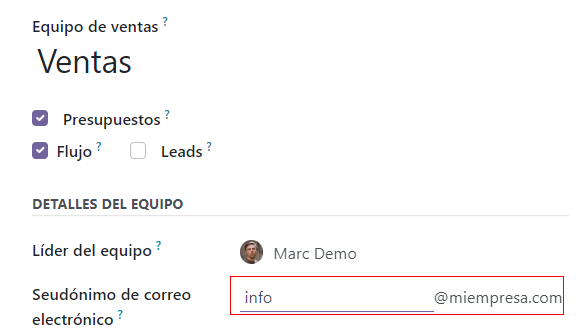 Equipo de ventas ?
Ventas
Presupuestos ?
Flujo ? Leads ?
DETALLES DEL EQUIPO
Líder del equipo ? Marc Demo
Seudónimo de correo electrónico ? info @miempresa.com